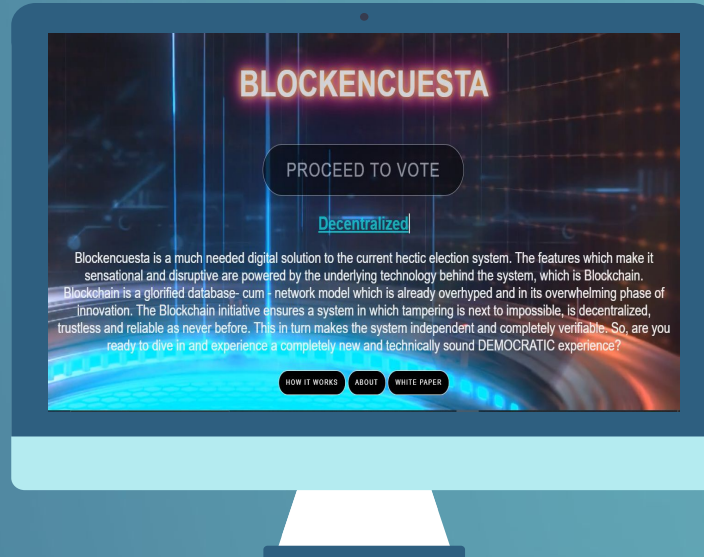 BLOCKENCUESTA
PROCEED TO VOTE
Decentralized
Blockencuesta is a much needed digital solution to the current hectic election system. The features which make it
sensational and disruptive are powered by the underlying technology behind the system, which is Blockchain.
Blockchain is a glorified database- cum - network model which is already overhyped and in its overwhelming phase of
innovation. The Blockchain initiative ensures a system in which tampering is next to impossible, is decentralized,
trustless and reliable as never before. This in turn makes the system independent and completely verifiable. So, are you
ready to dive in and experience a completely new and technically sound DEMOCRATIC experience?
HOW IT WORKS ABOUT WHITE PAPER